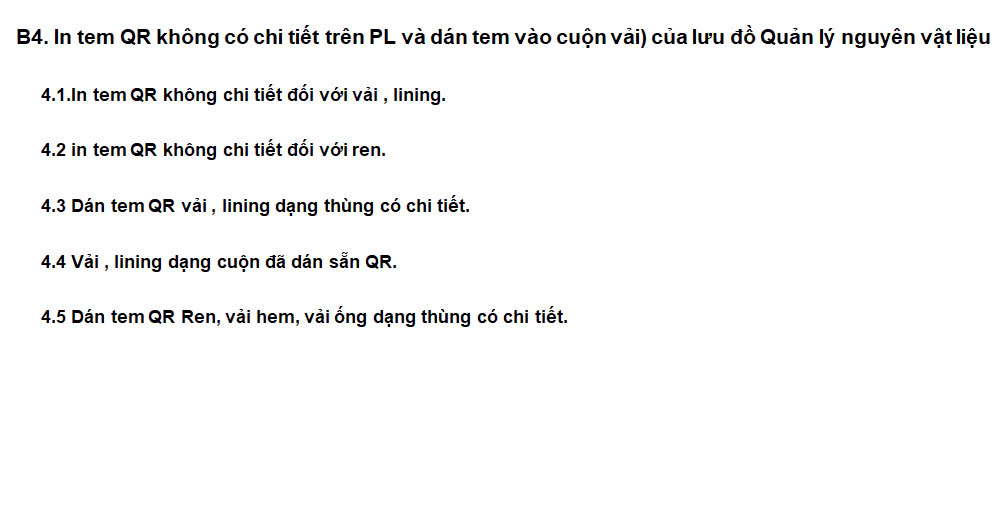 B4. In tem QR không có chi tiết trên PL và dán tem vào cuộn vải) của lưu đồ Quản lý nguyên vật liệu
4.1.In tem QR không chi tiết đối với vải , lining.
4.2 in tem QR không chi tiết đối với ren.
4.3 Dán tem QR vải , lining dạng thùng có chi tiết.
4.4 Vải , lining dạng cuộn đã dán sẵn QR.
4.5 Dán tem QR Ren, vải hem, vải ống dạng thùng có chi tiết.